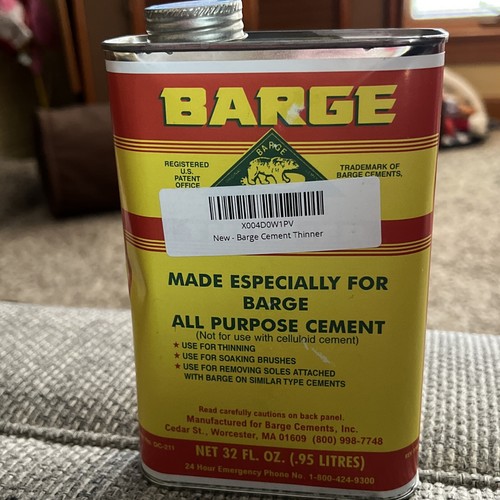 BARGE
BARGE
REGISTERED
U.S.
PATENT
OFFICE
TRADEMARK OF
BARGE CEMENTS,
X004D0W1PV
New - Barge Cement Thinner
MADE ESPECIALLY FOR
BARGE
ALL PURPOSE CEMENT
(Not for use with celluloid cement)
★ USE FOR THINNING
★ USE FOR SOAKING BRUSHES
★ USE FOR REMOVING SOLES ATTACHED
WITH BARGE ON SIMILAR TYPE CEMENTS
Read carefully cautions on back panel.
Manufactured for Barge Cements, Inc.
Cedar St., Worcester, MA 01609 (800) 998-7748
NET 32 FL. OZ. (.95 LITRES)
24 Hour Emergency Phone No. 1-800-424-9300